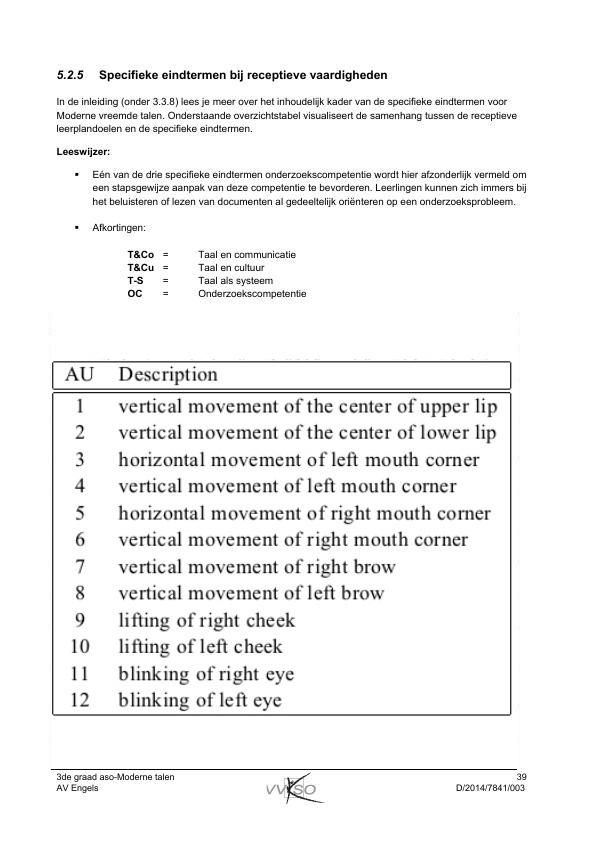 5.2.5 Specifieke eindtermen bij receptieve vaardigheden
In de inleiding (onder 3.3.8) lees je meer over het inhoudelijk kader van de specifieke eindtermen voor
Moderne vreemde talen. Onderstaande overzichtstabel visualiseert de samenhang tussen de receptieve
leerplandoelen en de specifieke eindtermen.
Leeswijzer:
▪ Eén van de drie specifieke eindtermen onderzoekscompetentie wordt hier afzonderlijk vermeld om
een stapsgewijze aanpak van deze competentie te bevorderen. Leerlingen kunnen zich immers bij
het beluisteren of lezen van documenten al gedeeltelijk oriënteren op een onderzoeksprobleem.
▪ Afkortingen:
T&Co = Taal en communicatie
T&Cu = Taal en cultuur
T-S = Taal als systeem
OC = Onderzoekscompetentie
AU Description
1 vertical movement of the center of upper lip
2 vertical movement of the center of lower lip
3 horizontal movement of left mouth corner
4 vertical movement of left mouth corner
5 horizontal movement of right mouth corner
6 vertical movement of right mouth corner
7 vertical movement of right brow
8 vertical movement of left brow
9 lifting of right cheek
10 lifting of left cheek
11 blinking of right eye
12 blinking of left eye
3de graad aso-Moderne talen 39
AV Engels D/2014/7841/003
VVKSO